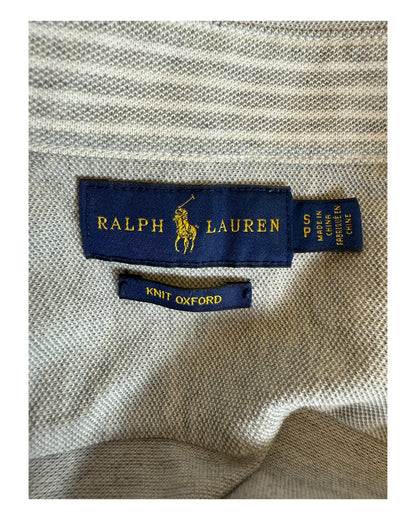 RALPH LAUREN
S
P
MADE IN
CHINA
FABRIQUÉ EN
CHINE
KNIT OXFORD